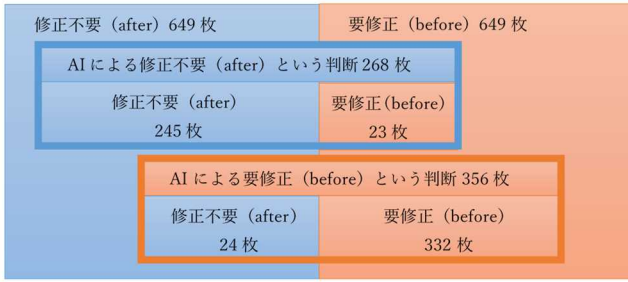 修正不要（after）649 枚
要修正（before）649 枚
AI による修正不要（after）という判断 268 枚
修正不要（after）
245 枚
要修正（before）
23 枚
AI による要修正（before）という判断 356 枚
修正不要（after）
24 枚
要修正（before）
332 枚